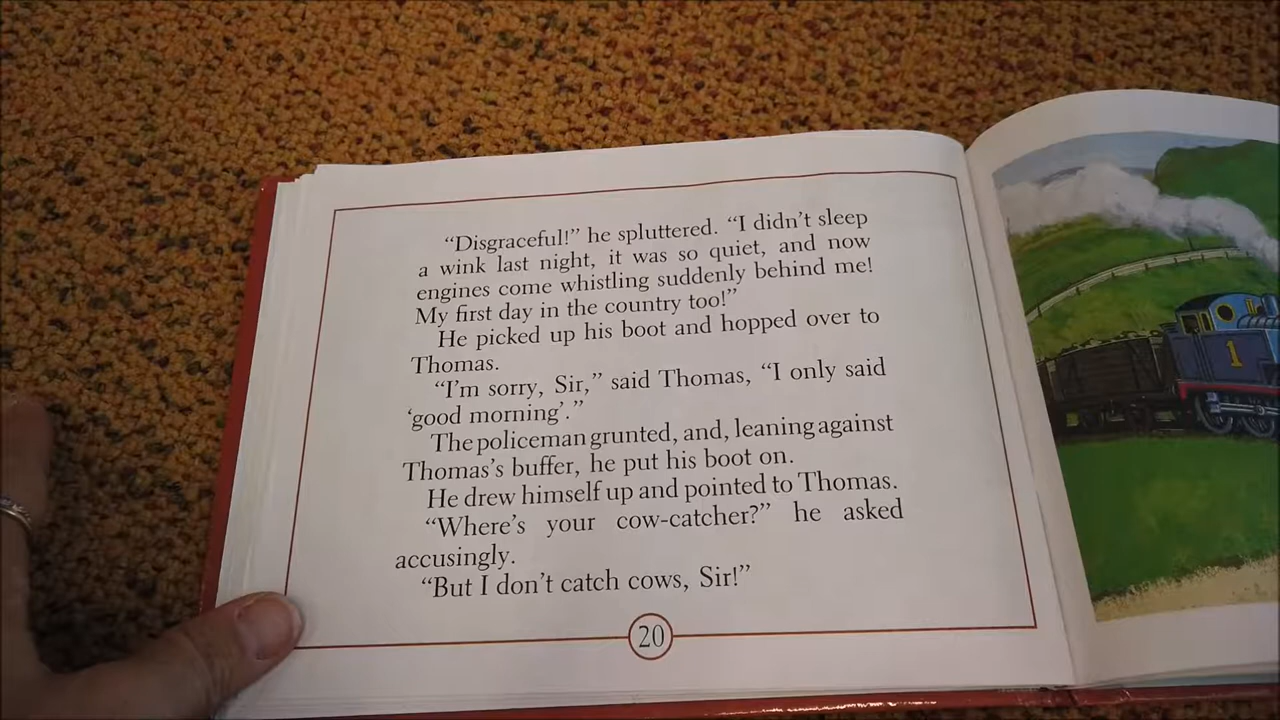 “Disgraceful!” he spluttered. “I didn’t sleep
a wink last night, it was so quiet, and now
engines come whistling suddenly behind me!
My first day in the country too!”
He picked up his boot and hopped over to
Thomas.
“I’m sorry, Sir,” said Thomas, “I only said
‘good morning’.”
The policeman grunted, and, leaning against
Thomas’s buffer, he put his boot on.
He drew himself up and pointed to Thomas.
“Where’s your cow-catcher?” he asked
accusingly.
“But I don’t catch cows, Sir!”
20
1